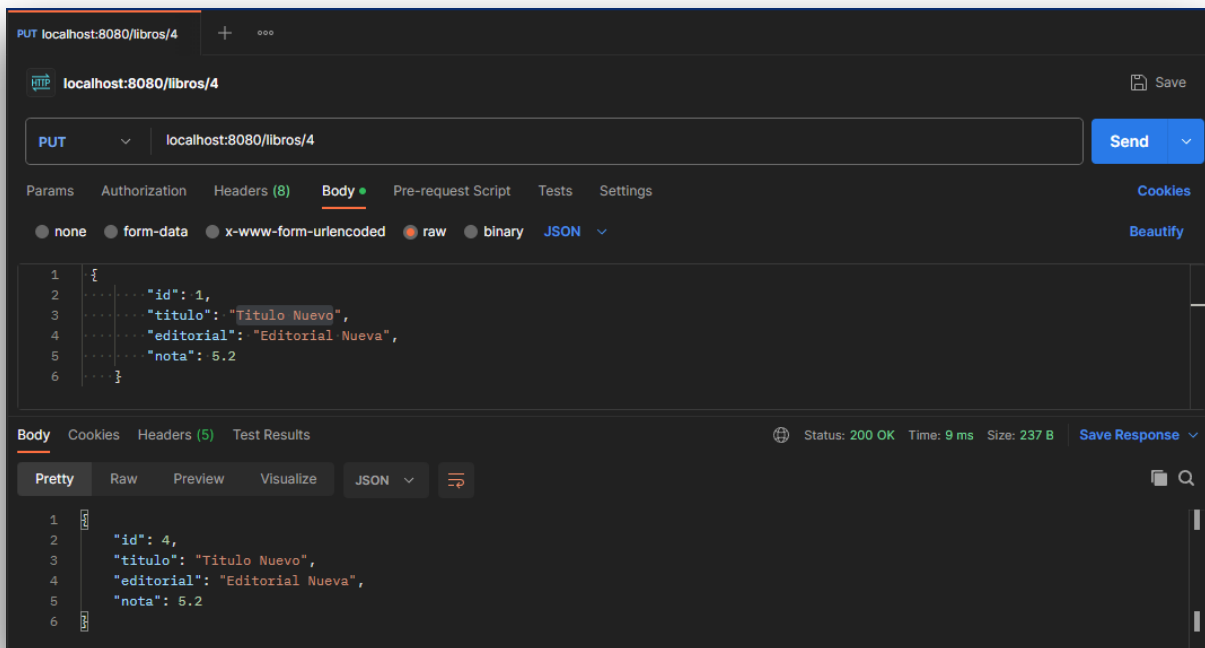 PUT localhost:8080/libros/4
HTTP localhost:8080/libros/4 Save
PUT localhost:8080/libros/4 Send
Params Authorization Headers (8) Body Pre-request Script Tests Settings Cookies
none form-data x-www-form-urlencoded raw binary JSON Beautify
1 {
2 "id": 1,
3 "titulo": "Titulo Nuevo",
4 "editorial": "Editorial Nueva",
5 "nota": 5.2
6 }
Body Cookies Headers (5) Test Results Status: 200 OK Time: 9 ms Size: 237 B Save Response
Pretty Raw Preview Visualize JSON
1 {
2 "id": 4,
3 "titulo": "Titulo Nuevo",
4 "editorial": "Editorial Nueva",
5 "nota": 5.2
6 }